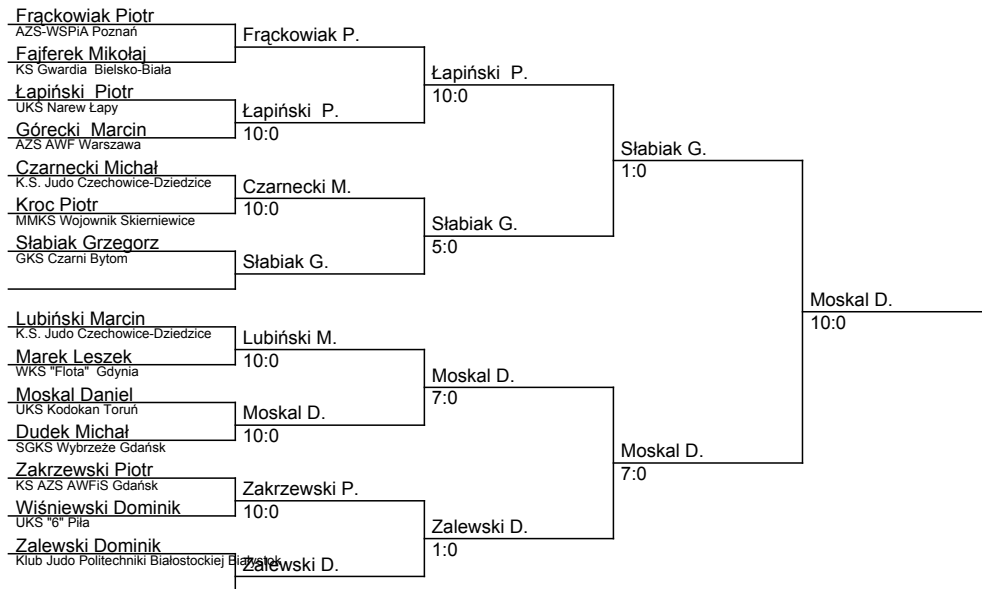 Frąckowiak Piotr
AZS-WSPiA Poznań
Fajferek Mikołaj
KS Gwardia  Bielsko-Biała
Łapiński  Piotr
UKS Narew Łapy
Górecki  Marcin
AZS AWF Warszawa
Czarnecki Michał
K.S. Judo Czechowice-Dziedzice
Kroc Piotr
MMKS Wojownik Skierniewice
Słabiak Grzegorz
GKS Czarni Bytom
Lubiński Marcin
K.S. Judo Czechowice-Dziedzice
Marek Leszek
WKS "Flota"  Gdynia
Moskal Daniel
UKS Kodokan Toruń
Dudek Michał
SGKS Wybrzeże Gdańsk
Zakrzewski Piotr
KS AZS AWFiS Gdańsk
Wiśniewski Dominik
UKS "6" Piła
Zalewski Dominik
Klub Judo Politechniki Białostockiej Białystok
Frąckowiak P.
Łapiński  P.
10:0
Czarnecki M.
10:0
Słabiak G.
Lubiński M.
10:0
Moskal D.
10:0
Zakrzewski P.
10:0
Zalewski D.
Łapiński  P.
10:0
Słabiak G.
5:0
Moskal D.
7:0
Zalewski D.
1:0
Słabiak G.
1:0
Moskal D.
7:0
Moskal D.
10:0